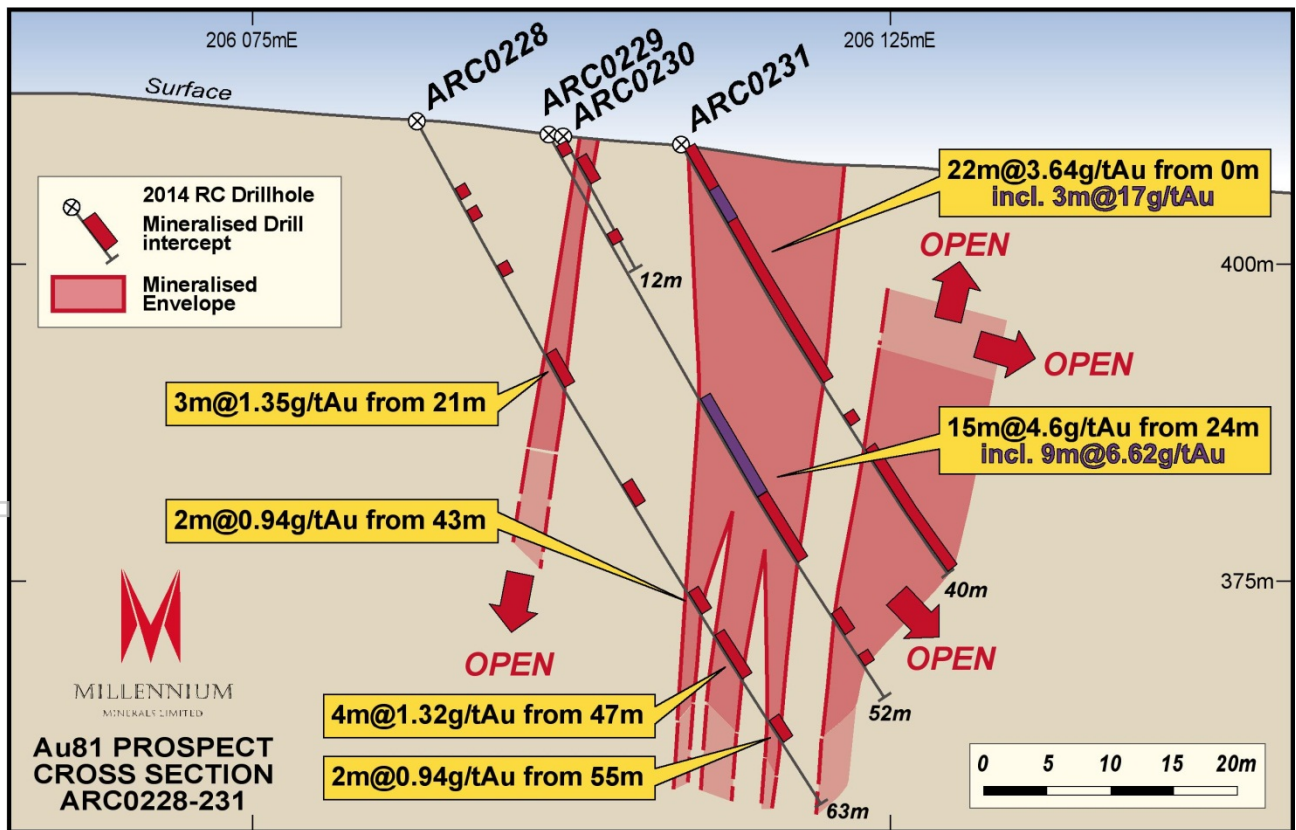 206 075mE
206 125mE
ARC0228
ARC0229
ARC0230
ARC0231
Surface
2014 RC Drillhole
Mineralised Drill
intercept
Mineralised
Envelope
22m@3.64g/tAu from 0m
incl. 3m@17g/tAu
OPEN
400m
12m
OPEN
3m@1.35g/tAu from 21m
15m@4.6g/tAu from 24m
incl. 9m@6.62g/tAu
2m@0.94g/tAu from 43m
375m
40m
OPEN
OPEN
MILLENNIUM
MINERALS LIMITED
4m@1.32g/tAu from 47m
52m
Au81 PROSPECT
CROSS SECTION
ARC0228-231
2m@0.94g/tAu from 55m
63m
0 5 10 15 20m